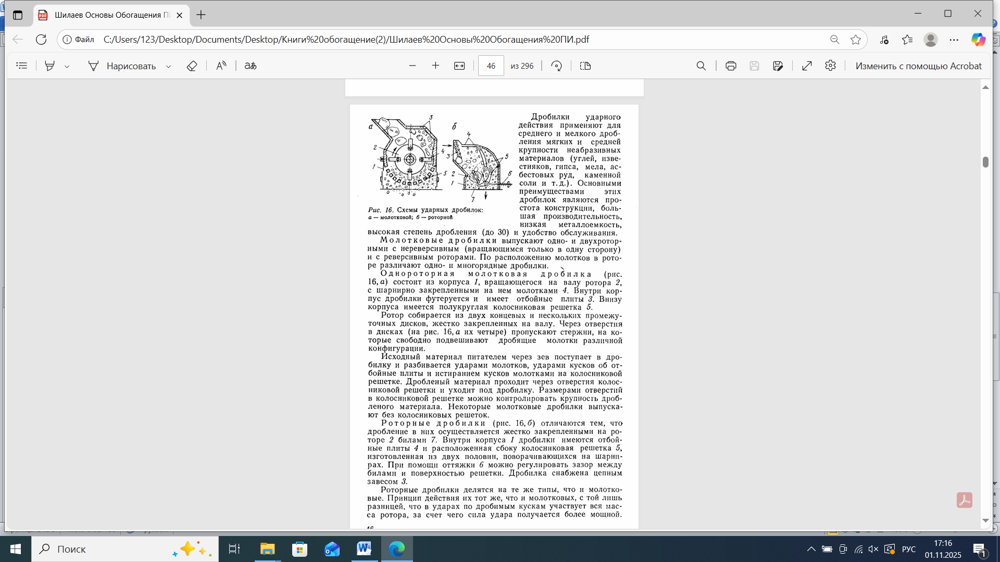 Шилаев Основы Обогащения П
Файл
C:/Users/123/Desktop/Documents/Desktop/Книги%20обогащение(2)/Шилаев%20Основы%20Обогащения%20ПИ.pdf
Нарисовать
аあ
46
из 296
Изменить с помощью Acrobat
а
3
2
4
1
5
б
4
3
5
2
6
1
7
Рис. 16. Схемы ударных дробилок:
а — молотковой; б — роторной
Дробилки ударного
действия применяют для
среднего и мелкого дроб-
ления мягких и средней
крупности неабразивных
материалов (углей, изве-
стняков, гипса, мела, ас-
бестовых руд, каменной
соли и т. д.). Основными
преимуществами этих
дробилок являются про-
стота конструкции, боль-
шая производительность,
низкая металлоемкость,
высокая степень дробления (до 30) и удобство обслуживания.
Молотковые дробилки выпускают одно- и двухротор-
ными с нереверсивным (вращающимся только в одну сторону)
и с реверсивным роторами. По расположению молотков в рото-
ре различают одно- и многорядные дробилки.
Однороторная молотковая дробилка (рис.
16, а) состоит из корпуса 1, вращающегося на валу ротора 2,
с шарнирно закрепленными на нем молотками 4. Внутри кор-
пус дробилки футеруется и имеет отбойные плиты 3. Внизу
корпуса имеется полукруглая колосниковая решетка 5.
Ротор собирается из двух концевых и нескольких промежу-
точных дисков, жестко закрепленных на валу. Через отверстия
в дисках (на рис. 16, а их четыре) пропускают стержни, на ко-
торые свободно подвешивают дробящие молотки различной
конфигурации.
Исходный материал питателем через зев поступает в дро-
билку и разбивается ударами молотков, ударами кусков об от-
бойные плиты и истиранием кусков молотками на колосниковой
решетке. Дробленый материал проходит через отверстия колос-
никовой решетки и уходит под дробилку. Размерами отверстий
в колосниковой решетке можно контролировать крупность дроб-
леного материала. Некоторые молотковые дробилки выпуска-
ют без колосниковых решеток.
Роторные дробилки (рис. 16, б) отличаются тем, что
дробление в них осуществляется жестко закрепленными на ро-
торе 2 билами 7. Внутри корпуса 1 дробилки имеются отбой-
ные плиты 4 и расположенная сбоку колосниковая решетка 5,
изготовленная из двух половин, поворачивающихся на шарни-
рах. При помощи оттяжки 6 можно регулировать зазор между
билами и поверхностью решетки. Дробилка снабжена цепным
завесом 3.
Роторные дробилки делятся на те же типы, что и молотко-
вые. Принцип действия их тот же, что и молотковых, с той лишь
разницей, что в ударах по дробимым кускам участвует вся мас-
са ротора, за счет чего сила удара получается более мощной.
46
Поиск
РУС
17:16
01.11.2025
1